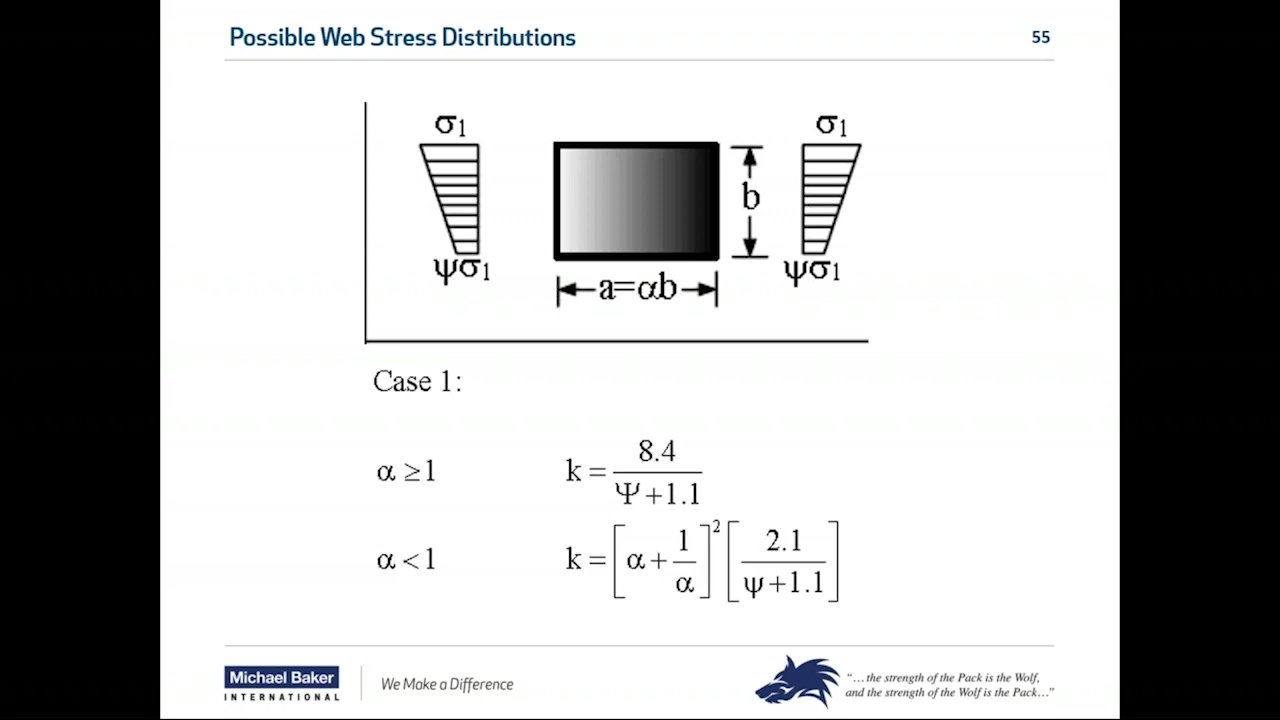 Possible Web Stress Distributions
55
σ1
σ1
b
ψσ1
ψσ1
a=αb
Case 1:
α ≥1 k = 8.4 / Ψ+1.1
α <1 k = [α + 1/α]² [2.1 / ψ+1.1]
Michael Baker
INTERNATIONAL
We Make a Difference
“…the strength of the Pack is the Wolf,
and the strength of the Wolf is the Pack…”